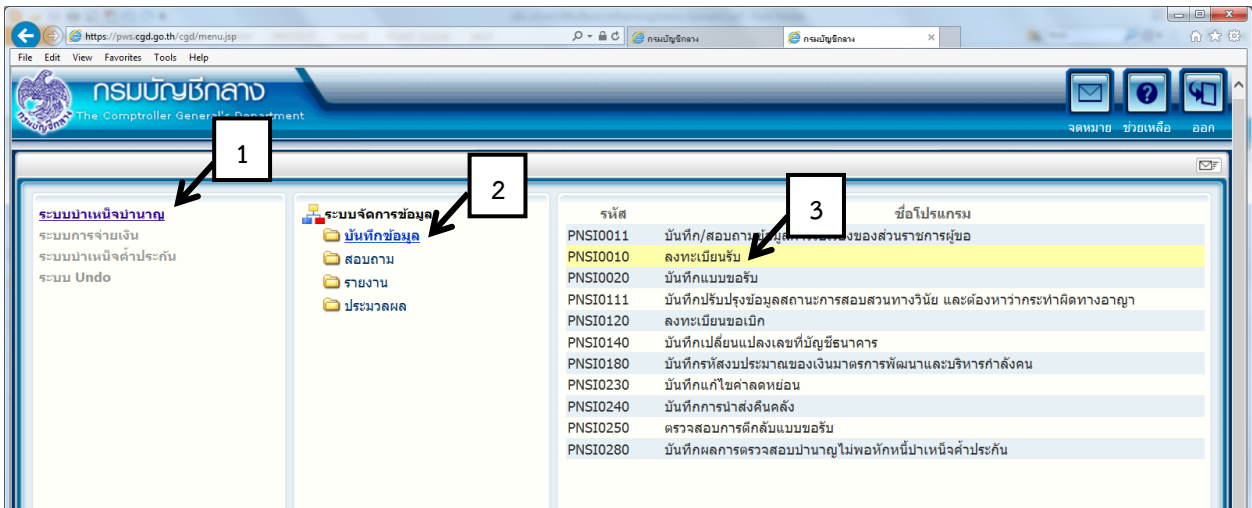 https://pws.cgd.go.th/cgd/menu.jsp
กรมบัญชีกลาง
กรมบัญชีกลาง
File Edit View Favorites Tools Help
กรมบัญชีกลาง
The Comptroller General's Department
จดหมาย ช่วยเหลือ ออก
1
2
3
ระบบบำเหน็จบำนาญ
ระบบการจ่ายเงิน
ระบบบำเหน็จค้ำประกัน
ระบบ Undo
ระบบจัดการข้อมูล
บันทึกข้อมูล
สอบถาม
รายงาน
ประมวลผล
รหัส ชื่อโปรแกรม
PNSI0011 บันทึก/สอบถามข้อมูลการของส่วนราชการผู้ขอ
PNSI0010 ลงทะเบียนรับ
PNSI0020 บันทึกแบบขอรับ
PNSI0111 บันทึกปรับปรุงข้อมูลสถานะการสอบสวนทางวินัย และต้องหาว่ากระทำผิดทางอาญา
PNSI0120 ลงทะเบียนขอเบิก
PNSI0140 บันทึกเปลี่ยนแปลงเลขที่บัญชีธนาคาร
PNSI0180 บันทึกรหัสงบประมาณของเงินมาตรการพัฒนาและบริหารกำลังคน
PNSI0230 บันทึกแก้ไขค่าลดหย่อน
PNSI0240 บันทึกการนำส่งคืนคลัง
PNSI0250 ตรวจสอบการตีกลับแบบขอรับ
PNSI0280 บันทึกผลการตรวจสอบบำนาญไม่พอหักหนี้บำเหน็จค้ำประกัน